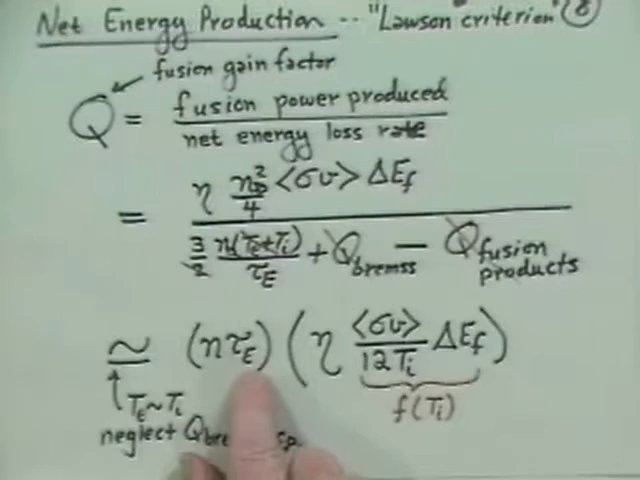 Net Energy Production -- "Lawson criterion" 8
fusion gain factor
Q = fusion power produced / net energy loss rate
= η n²/4 <σv> ΔE_f / 3/2 n(T_e+T_i)/τ_E + Q_bremss — Q_fusion products
≃ (nτ_E) (η <σv>/12T_i ΔE_f)
T_E~T_i f(T_i)
neglect